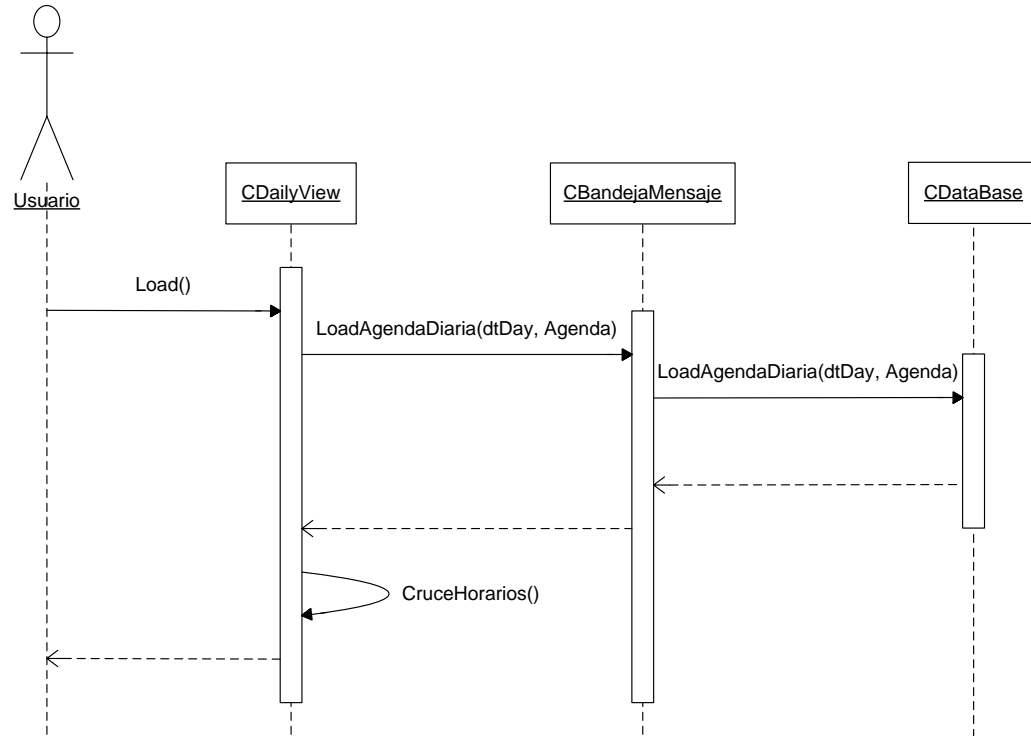 Usuario
CDailyView
CBandejaMensaje
CDataBase
Load()
LoadAgendaDiaria(dtDay, Agenda)
LoadAgendaDiaria(dtDay, Agenda)
CruceHorarios()